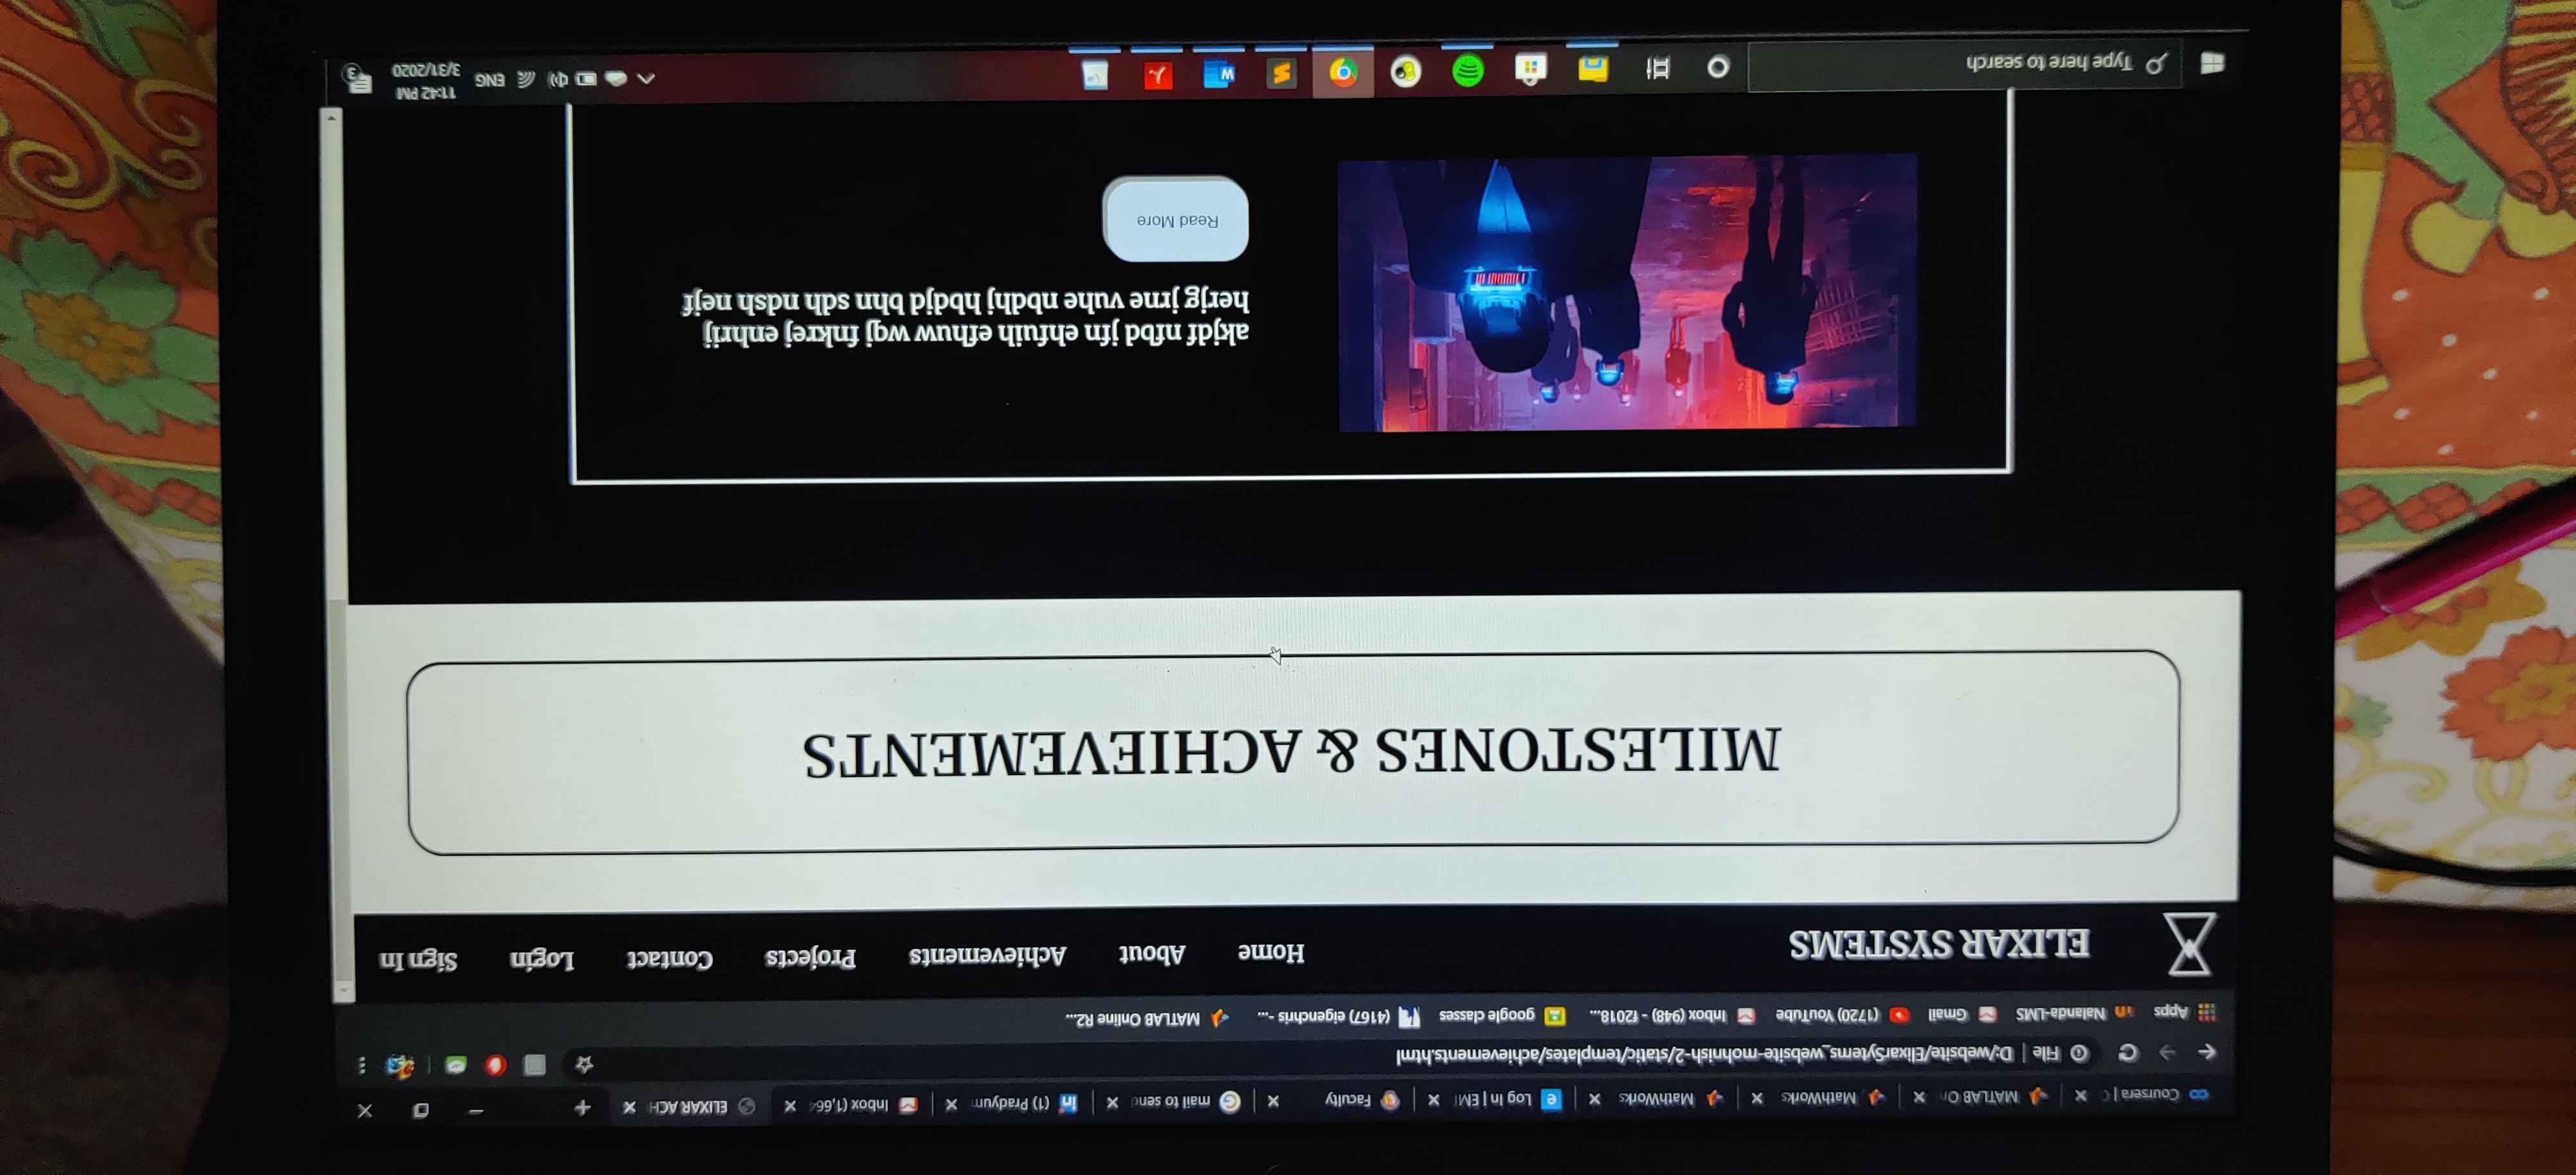 Coursera | C
MATLAB On
MathWorks
MathWorks
Log In | EMI
Faculty
mail to send
(1) Pradyum
Inbox (1,664
ELIXAR ACH
File | D:/website/ElixarSytems_website-mohnish-2/static/templates/achievements.html
Apps Nalanda-LMS Gmail (1720) YouTube Inbox (948) - f2018... google classes (4167) eigenchris -... MATLAB Online R2...
ELIXAR SYSTEMS
Home About Achievements Projects Contact Login Sign In
MILESTONES & ACHIEVEMENTS
akjdf nfbd jfn ehfuih efhuw wqj fnkrej enhrij
herjg jrne vuhe nbdhj hbdjd bhn sdh ndsh nejf
Read More
Type here to search
ENG
11:42 PM
3/31/2020
3